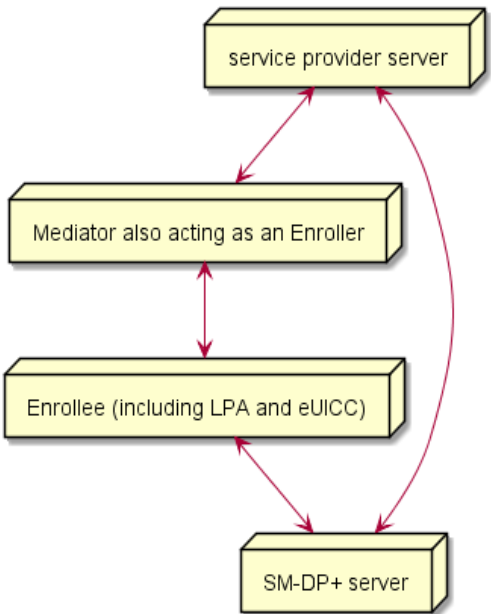 service provider server
Mediator also acting as an Enroller
Enrollee (including LPA and eUICC)
SM-DP+ server